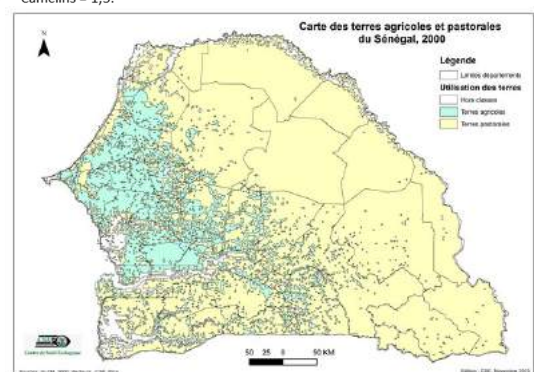 Camelins = 1,5.
Carte des terres agricoles et pastorales
du Sénégal, 2000
N
Légende
Limites départements
Utilisation des terres
Hors classes
Terres agricoles
Terres pastorales
Centre de Suivi Ecologique
50 25 0 50 KM